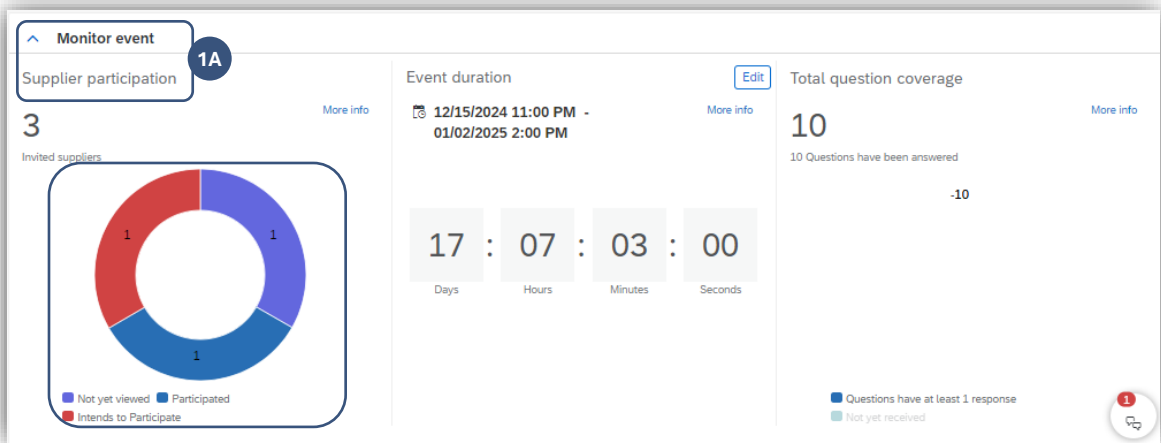 Monitor event
1A
Supplier participation
More info
3
Invited suppliers
1
1
1
Not yet viewed
Participated
Intends to Participate
Event duration
Edit
12/15/2024 11:00 PM -
01/02/2025 2:00 PM
More info
17 : 07 : 03 : 00
Days Hours Minutes Seconds
Total question coverage
More info
10
10 Questions have been answered
-10
Questions have at least 1 response
Not yet received
1